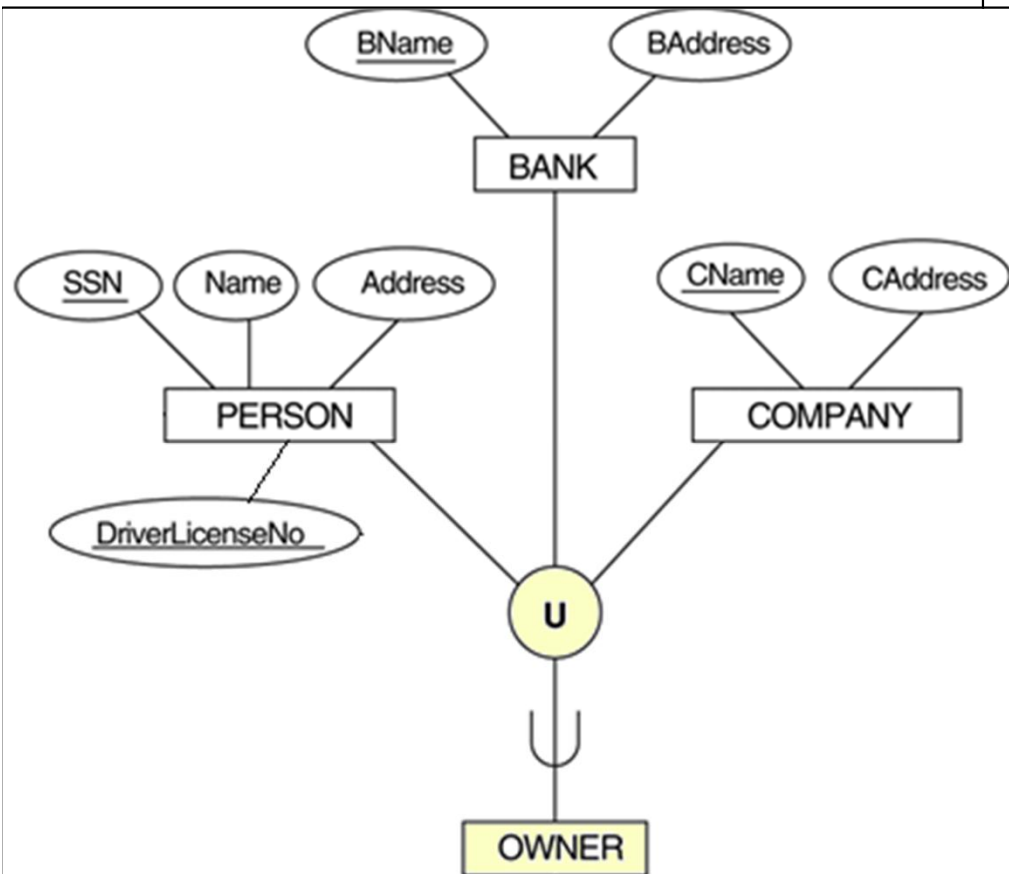 BName
BAddress
BANK
SSN
Name
Address
CName
CAddress
PERSON
COMPANY
DriverLicenseNo
U
OWNER